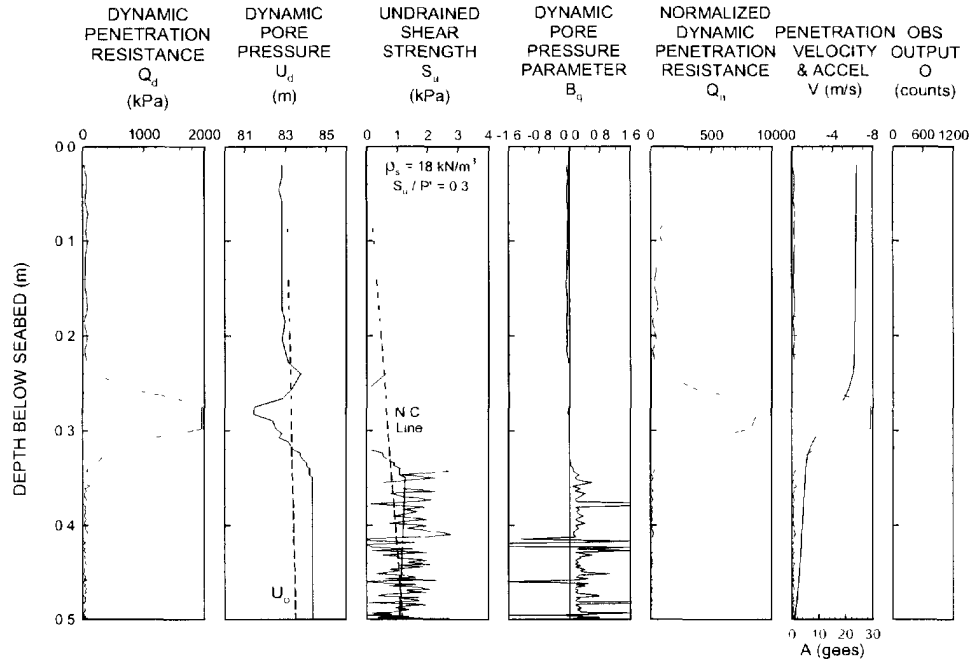 DYNAMIC
PENETRATION
RESISTANCE
Q_d
(kPa)
DYNAMIC
PORE
PRESSURE
U_d
(m)
UNDRAINED
SHEAR
STRENGTH
S_u
(kPa)
DYNAMIC
PORE
PRESSURE
PARAMETER
B_q
NORMALIZED
DYNAMIC
PENETRATION
RESISTANCE
Q_n
PENETRATION
VELOCITY
& ACCEL
V (m/s)
OBS
OUTPUT
O
(counts)
0 1000 2000
81 83 85
0 1 2 3 4
-1 6 -0 8 0 0 0 8 1 6
0 500 1000
0 -4 -8
0 600 1200
DEPTH BELOW SEABED (m)
0 0
0 1
0 2
0 3
0 4
0 5
ρ_s = 18 kN/m³
S_u / P' = 0.3
N C
Line
U_o
0 10 20 30
A (gees)